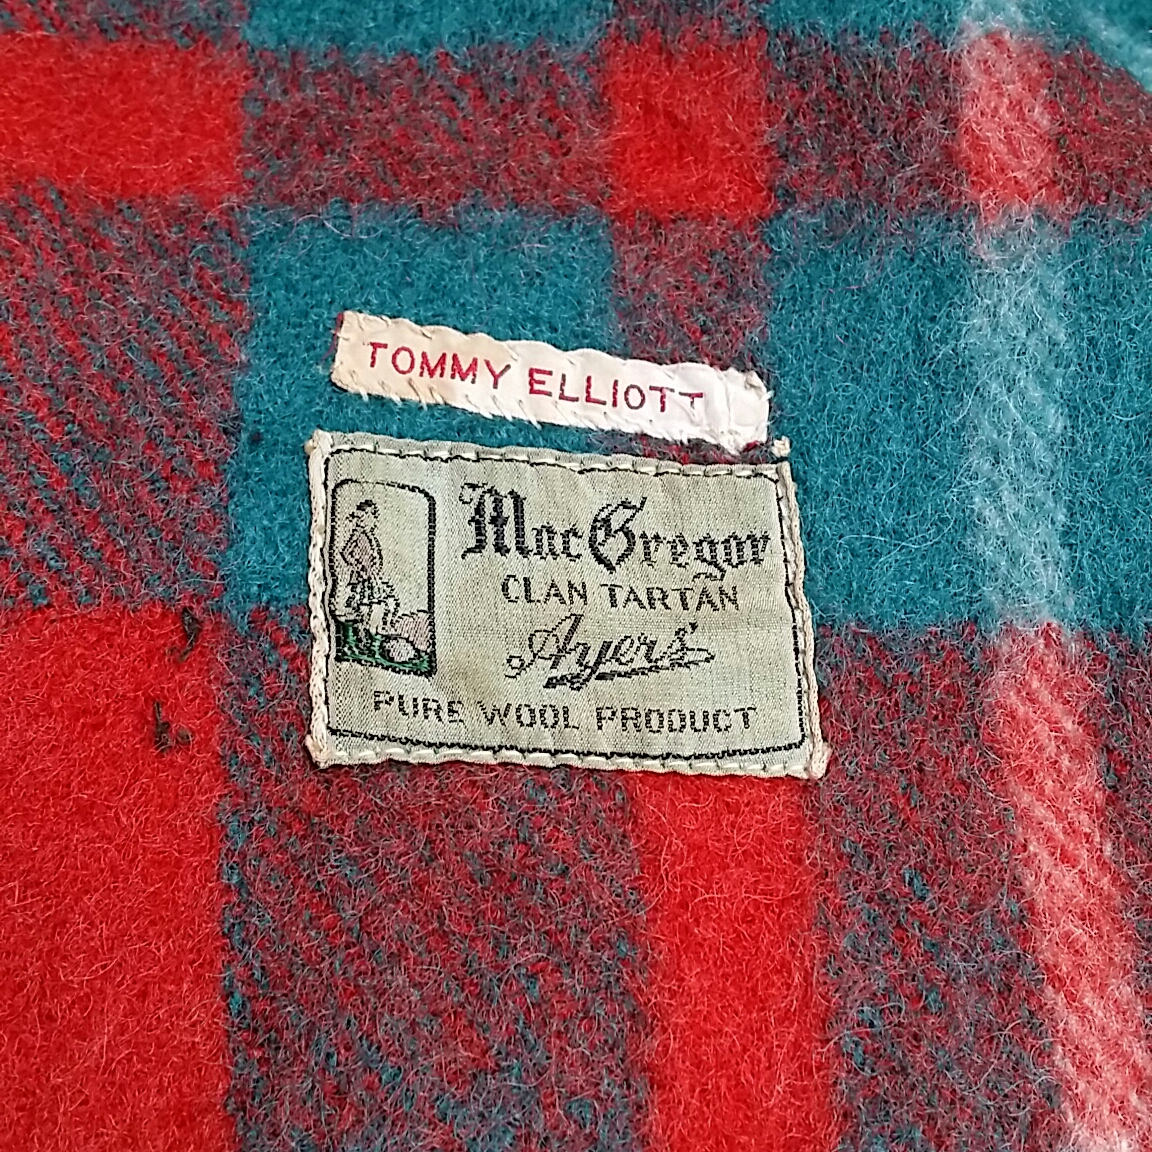 TOMMY ELLIOTT
MacGregor
CLAN TARTAN
Ayers'
PURE WOOL PRODUCT